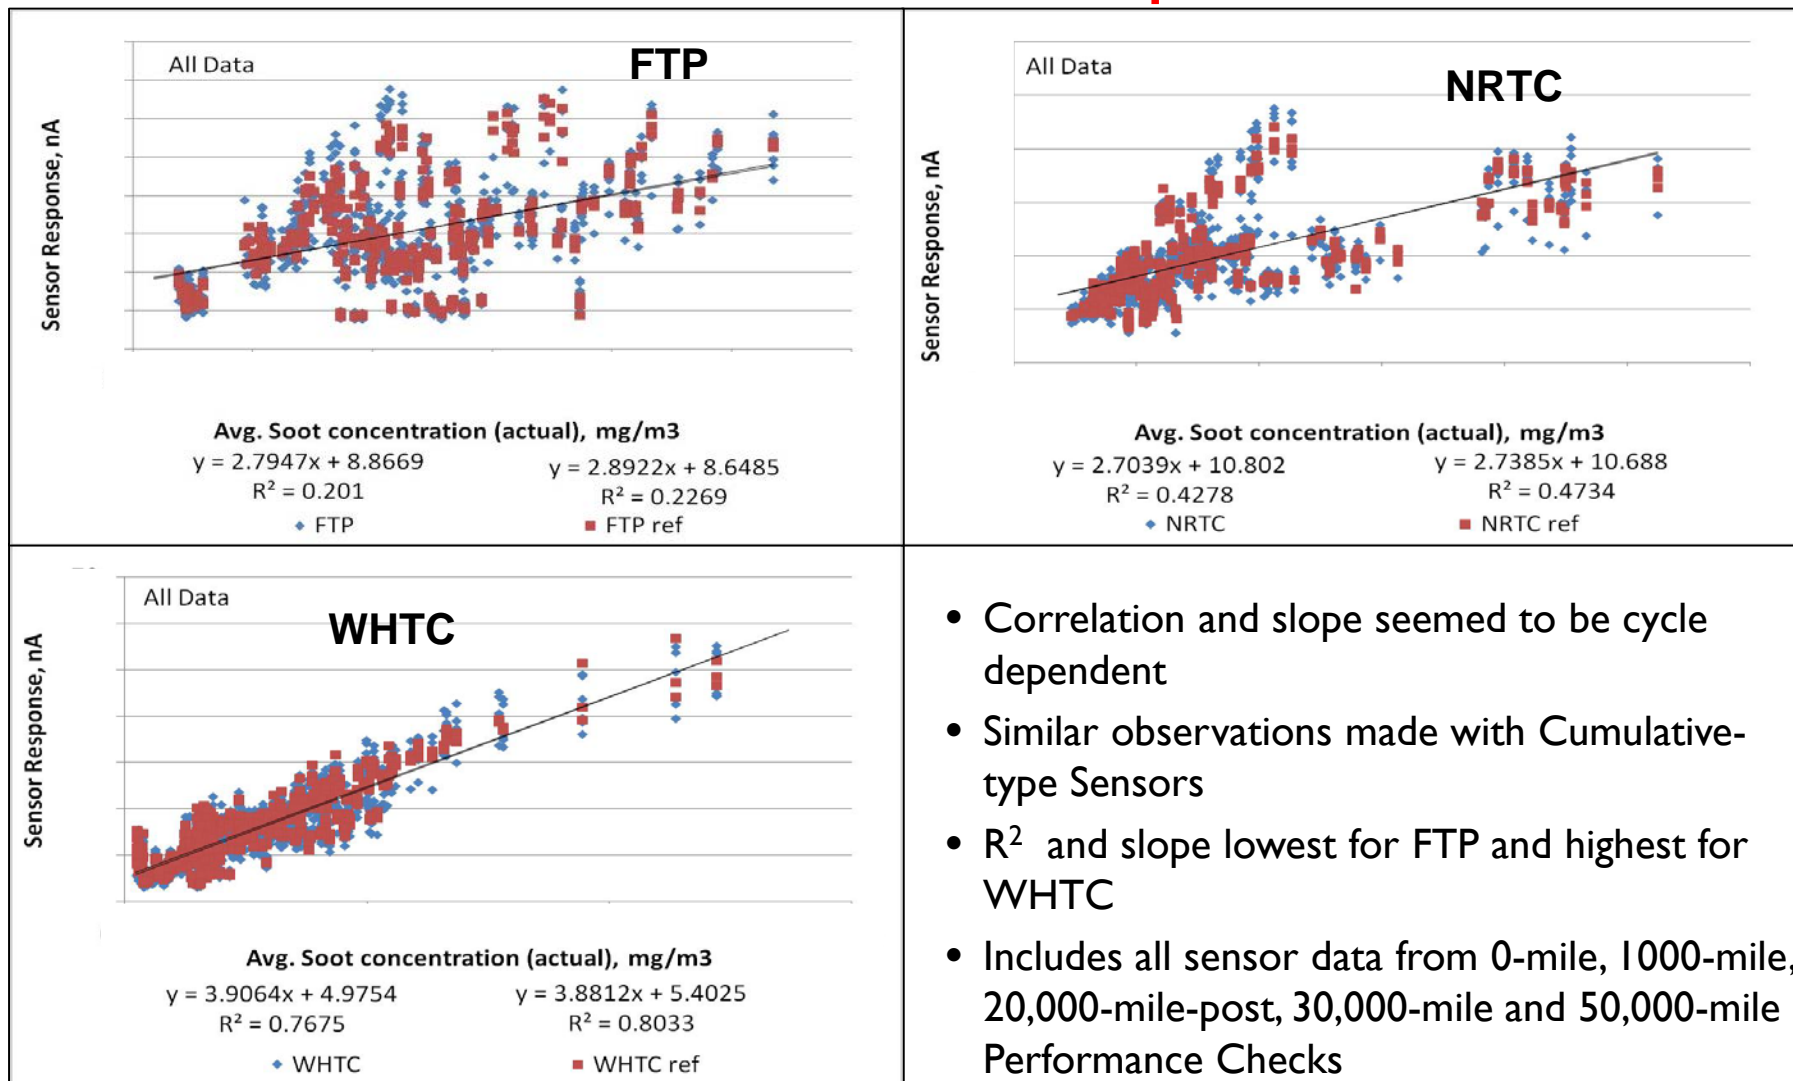 All Data
FTP
Sensor Response, nA
Avg. Soot concentration (actual), mg/m3
y = 2.7947x + 8.8669
R² = 0.201
y = 2.8922x + 8.6485
R² = 0.2269
FTP
FTP ref
All Data
NRTC
Sensor Response, nA
Avg. Soot concentration (actual), mg/m3
y = 2.7039x + 10.802
R² = 0.4278
y = 2.7385x + 10.688
R² = 0.4734
NRTC
NRTC ref
All Data
WHTC
Sensor Response, nA
Avg. Soot concentration (actual), mg/m3
y = 3.9064x + 4.9754
R² = 0.7675
y = 3.8812x + 5.4025
R² = 0.8033
WHTC
WHTC ref
• Correlation and slope seemed to be cycle
dependent
• Similar observations made with Cumulative-
type Sensors
• R² and slope lowest for FTP and highest for
WHTC
• Includes all sensor data from 0-mile, 1000-mile,
20,000-mile-post, 30,000-mile and 50,000-mile
Performance Checks